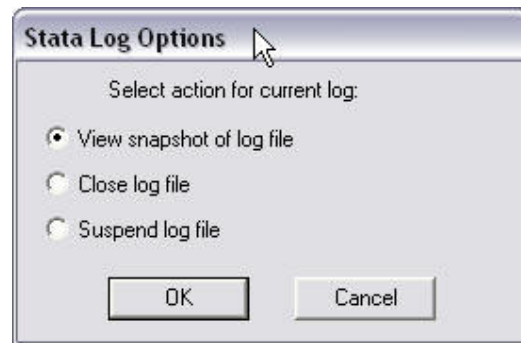 Stata Log Options
Select action for current log:
View snapshot of log file
Close log file
Suspend log file
OK
Cancel